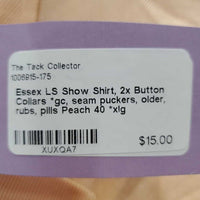 The Tack Collector
1006915-175
Essex LS Show Shirt, 2x Button
Collars *gc, seam puckers, older,
rubs, pills Peach 40 *xlg
$15.00
XUXQA7